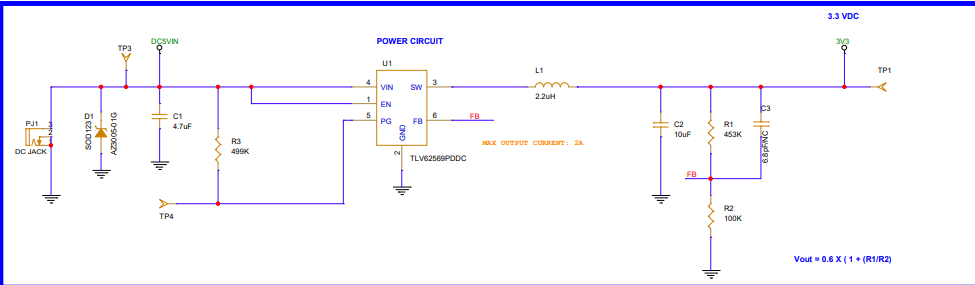 3.3 VDC
POWER CIRCUIT
DC5VIN
TP3
3V3
TP1
U1
4 VIN SW 3
1 EN
5 PG FB 6 FB
GND
2
TLV62569PDDC
L1
2.2uH
MAX OUTPUT CURRENT: 2A
PJ1
3
2
1
DC JACK
D1
SOD123
AZ3005-01G
C1
4.7uF
R3
499K
TP4
C2
10uF
R1
453K
C3
6.8pF/NC
FB
R2
100K
Vout = 0.6 X ( 1 + (R1/R2)